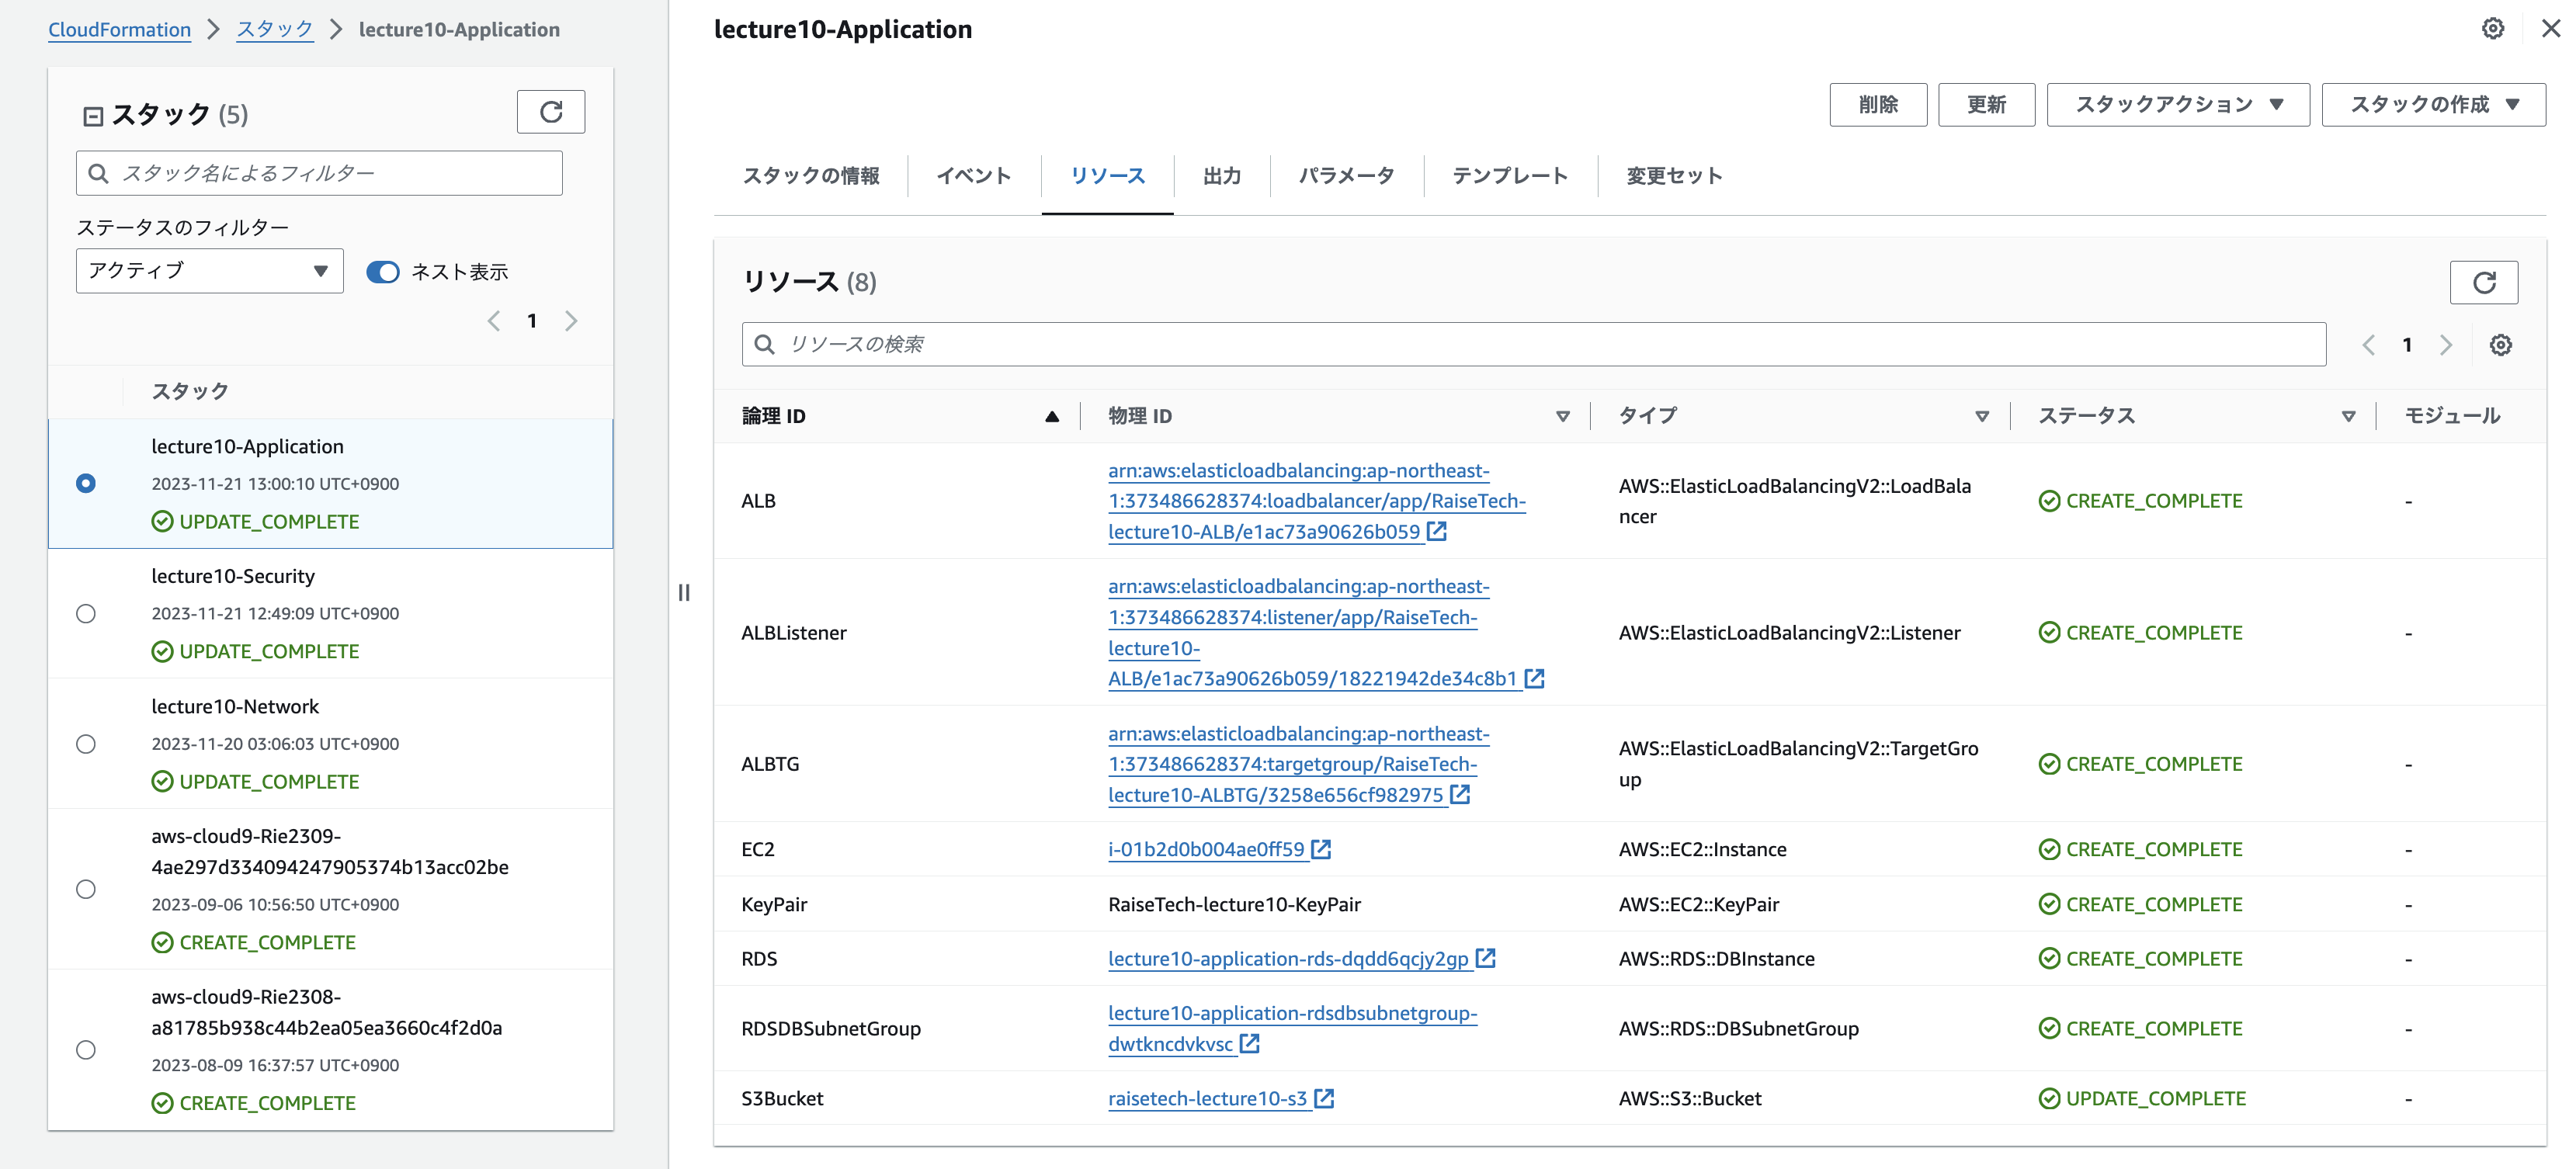 CloudFormation > スタック > lecture10-Application
スタック (5)
スタック名によるフィルター
ステータスのフィルター
アクティブ
ネスト表示
1
スタック
lecture10-Application
2023-11-21 13:00:10 UTC+0900
UPDATE_COMPLETE
lecture10-Security
2023-11-21 12:49:09 UTC+0900
UPDATE_COMPLETE
lecture10-Network
2023-11-20 03:06:03 UTC+0900
UPDATE_COMPLETE
aws-cloud9-Rie2309-
4ae297d334094247905374b13acc02be
2023-09-06 10:56:50 UTC+0900
CREATE_COMPLETE
aws-cloud9-Rie2308-
a81785b938c44b2ea05ea3660c4f2d0a
2023-08-09 16:37:57 UTC+0900
CREATE_COMPLETE
lecture10-Application
削除 更新 スタックアクション スタックの作成
スタックの情報 イベント リソース 出力 パラメータ テンプレート 変更セット
リソース (8)
リソースの検索
1
論理 ID 物理 ID タイプ ステータス モジュール
ALB
arn:aws:elasticloadbalancing:ap-northeast-
1:373486628374:loadbalancer/app/RaiseTech-
lecture10-ALB/e1ac73a90626b059
AWS::ElasticLoadBalancingV2::LoadBala
ncer
CREATE_COMPLETE
-
ALBListener
arn:aws:elasticloadbalancing:ap-northeast-
1:373486628374:listener/app/RaiseTech-
lecture10-
ALB/e1ac73a90626b059/18221942de34c8b1
AWS::ElasticLoadBalancingV2::Listener
CREATE_COMPLETE
-
ALBTG
arn:aws:elasticloadbalancing:ap-northeast-
1:373486628374:targetgroup/RaiseTech-
lecture10-ALBTG/3258e656cf982975
AWS::ElasticLoadBalancingV2::TargetGro
up
CREATE_COMPLETE
-
EC2 i-01b2d0b004ae0ff59 AWS::EC2::Instance CREATE_COMPLETE -
KeyPair RaiseTech-lecture10-KeyPair AWS::EC2::KeyPair CREATE_COMPLETE -
RDS lecture10-application-rds-dqdd6qcjy2gp AWS::RDS::DBInstance CREATE_COMPLETE -
RDSDBSubnetGroup
lecture10-application-rdsdbsubnetgroup-
dwtkncdvkvsc
AWS::RDS::DBSubnetGroup
CREATE_COMPLETE
-
S3Bucket raisetech-lecture10-s3 AWS::S3::Bucket UPDATE_COMPLETE -